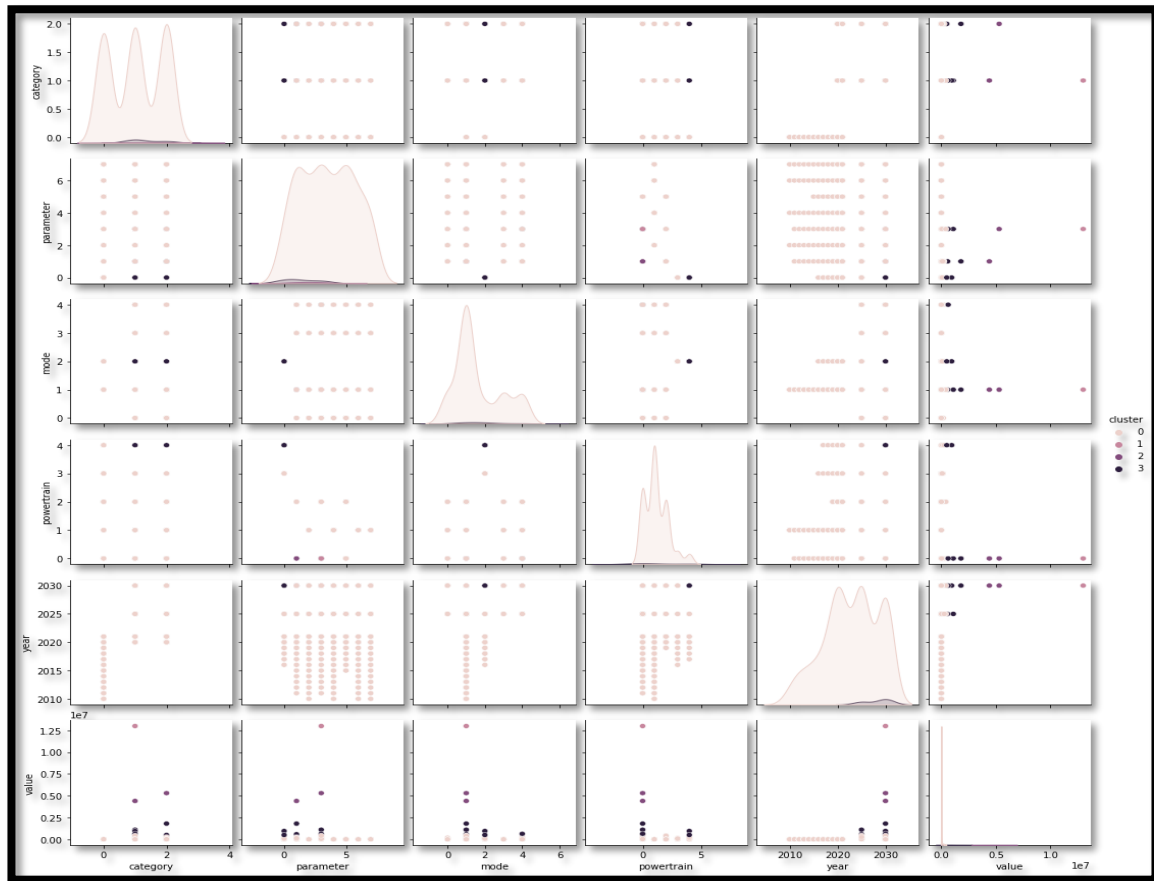 2.0
1.5
1.0
0.5
0.0
category
6
4
2
0
parameter
4
3
2
1
0
mode
4
3
2
1
0
powertrain
cluster
0
1
2
3
2030
2025
2020
2015
2010
year
1e7
1.25
1.00
0.75
0.50
0.25
0.00
value
0 2 4
category
0 5
parameter
0 2 4 6
mode
0 5
powertrain
2010 2020 2030
year
0.0 0.5 1.0
1e7
value